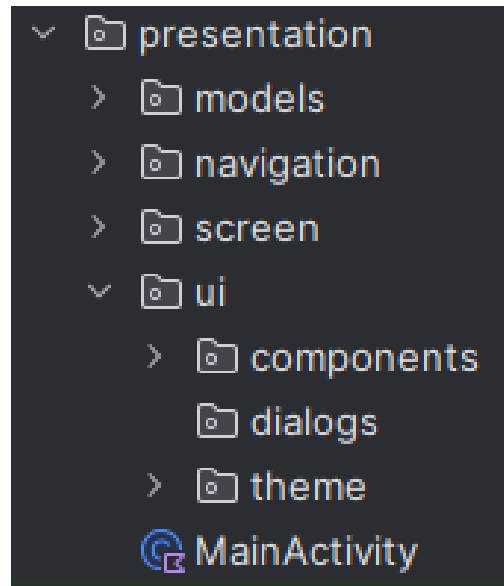 presentation
models
navigation
screen
ui
components
dialogs
theme
MainActivity